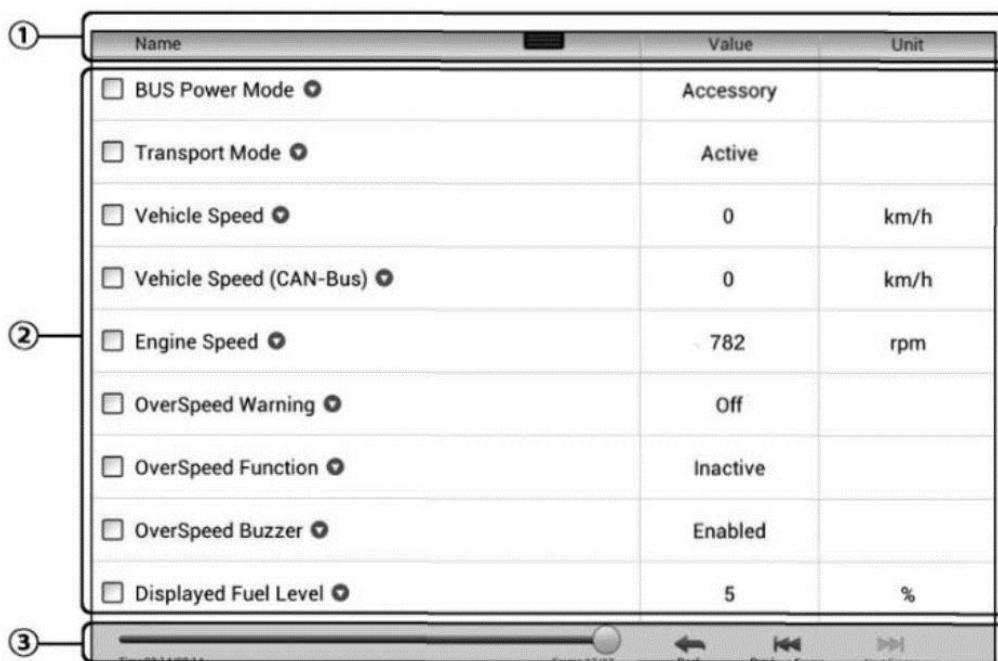 ①
Name Value Unit
②
BUS Power Mode Accessory
Transport Mode Active
Vehicle Speed 0 km/h
Vehicle Speed (CAN-Bus) 0 km/h
Engine Speed 782 rpm
OverSpeed Warning Off
OverSpeed Function Inactive
OverSpeed Buzzer Enabled
Displayed Fuel Level 5 %
③